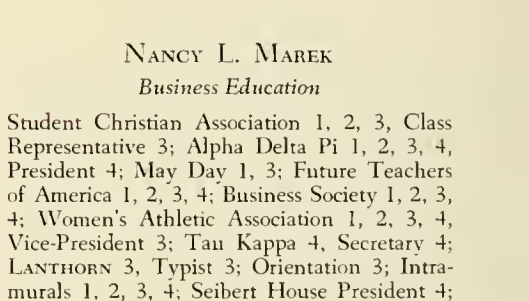 NANCY L. MAREK
Business Education
Student Christian Association 1, 2, 3, Class
Representative 3; Alpha Delta Pi 1, 2, 3, 4,
President 4; May Day 1, 3; Future Teachers
of America 1, 2, 3, 4; Business Society 1, 2, 3,
4; Women's Athletic Association 1, 2, 3, 4,
Vice-President 3; Tau Kappa 4, Secretary 4;
LANTHORN 3, Typist 3; Orientation 3; Intra-
murals 1, 2, 3, 4; Seibert House President 4;